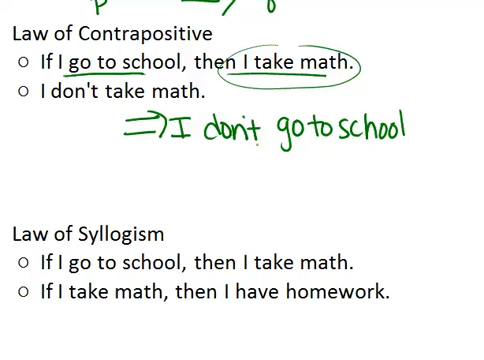 Law of Contrapositive
○ If I go to school, then I take math.
○ I don't take math.
⇒ I don't go to school
Law of Syllogism
○ If I go to school, then I take math.
○ If I take math, then I have homework.